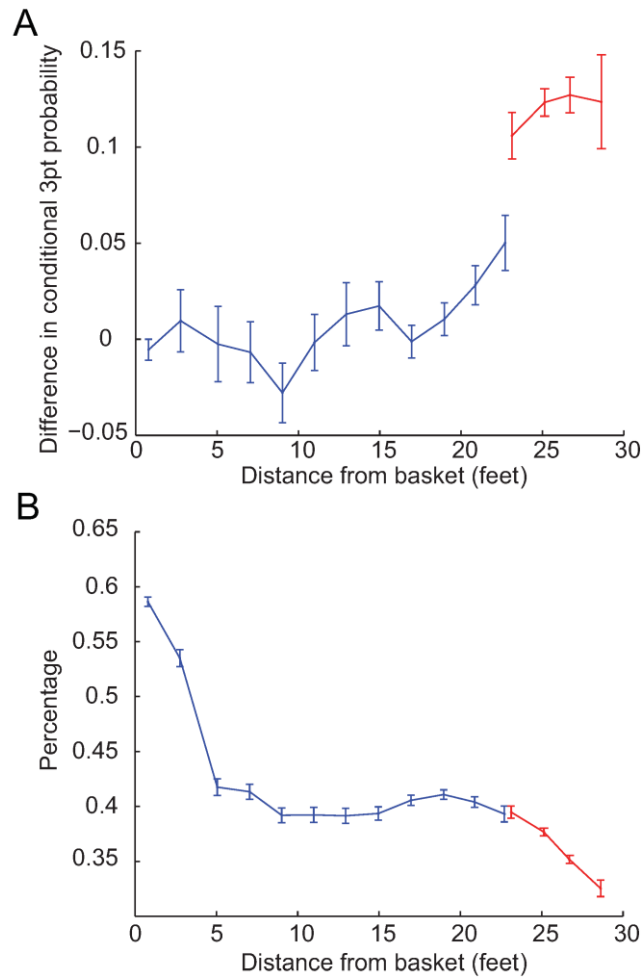 A
Difference in conditional 3pt probability
0.15
0.1
0.05
0
−0.05
0 5 10 15 20 25 30
Distance from basket (feet)
B
Percentage
0.65
0.6
0.55
0.5
0.45
0.4
0.35
0 5 10 15 20 25 30
Distance from basket (feet)